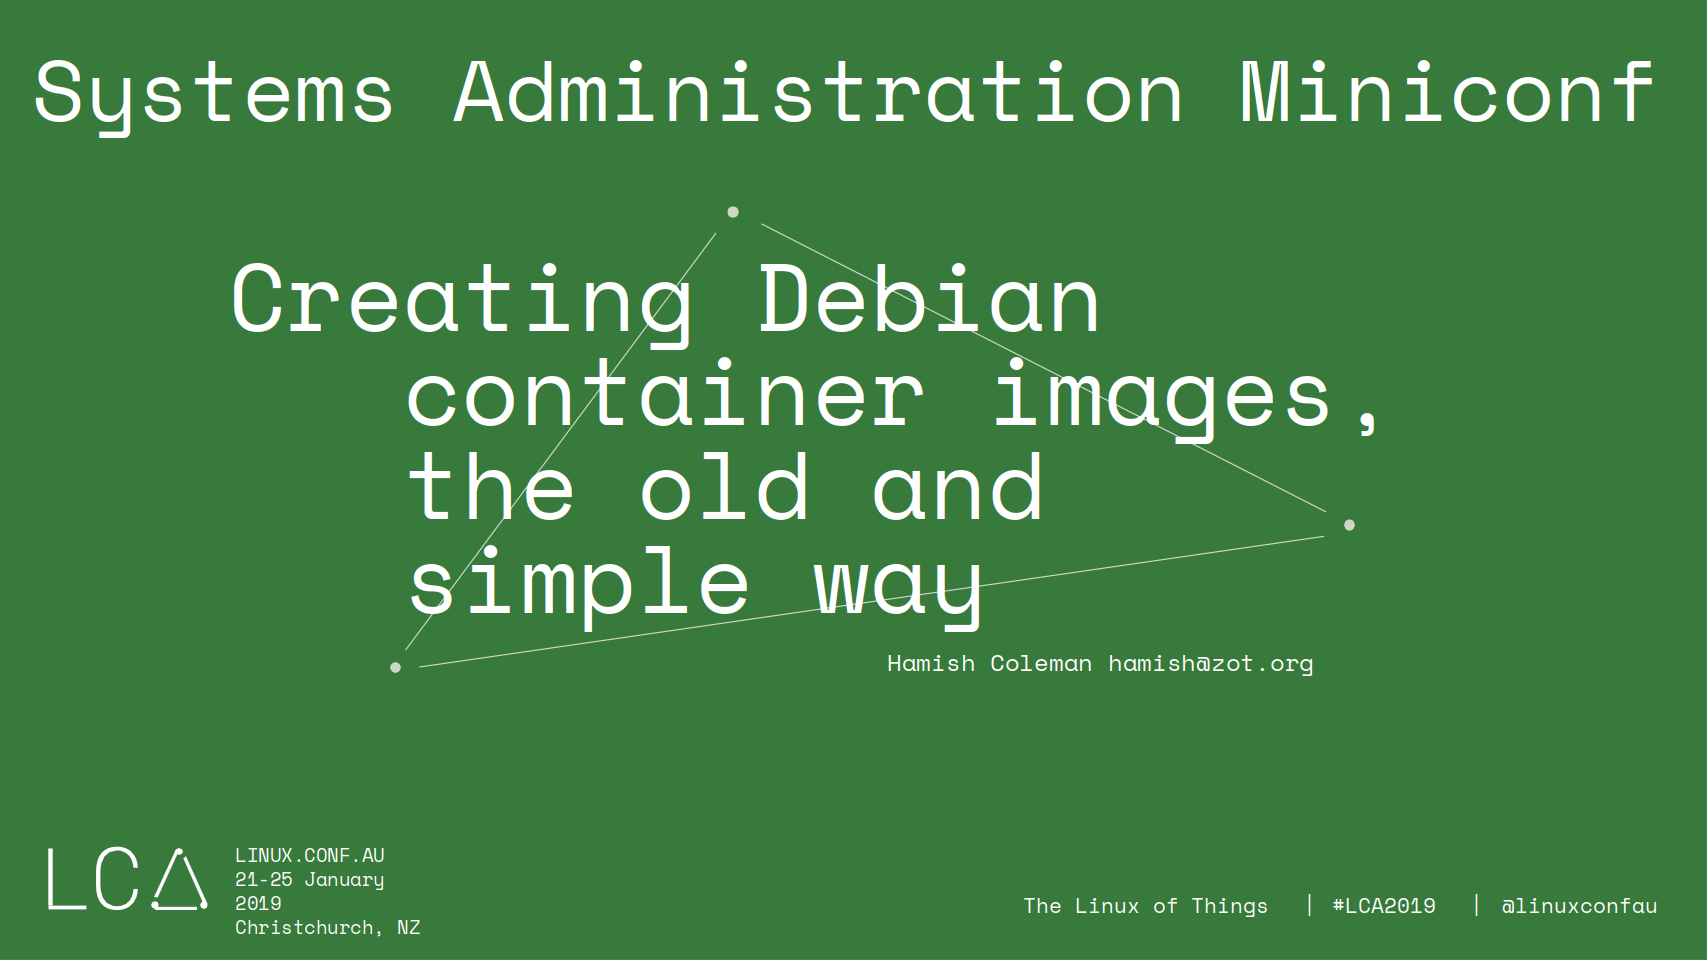 Systems Administration Miniconf
Creating Debian
container images,
the old and
simple way
Hamish Coleman hamish@zot.org
LCA
LINUX.CONF.AU
21-25 January
2019
Christchurch, NZ
The Linux of Things | #LCA2019 | @linuxconfau